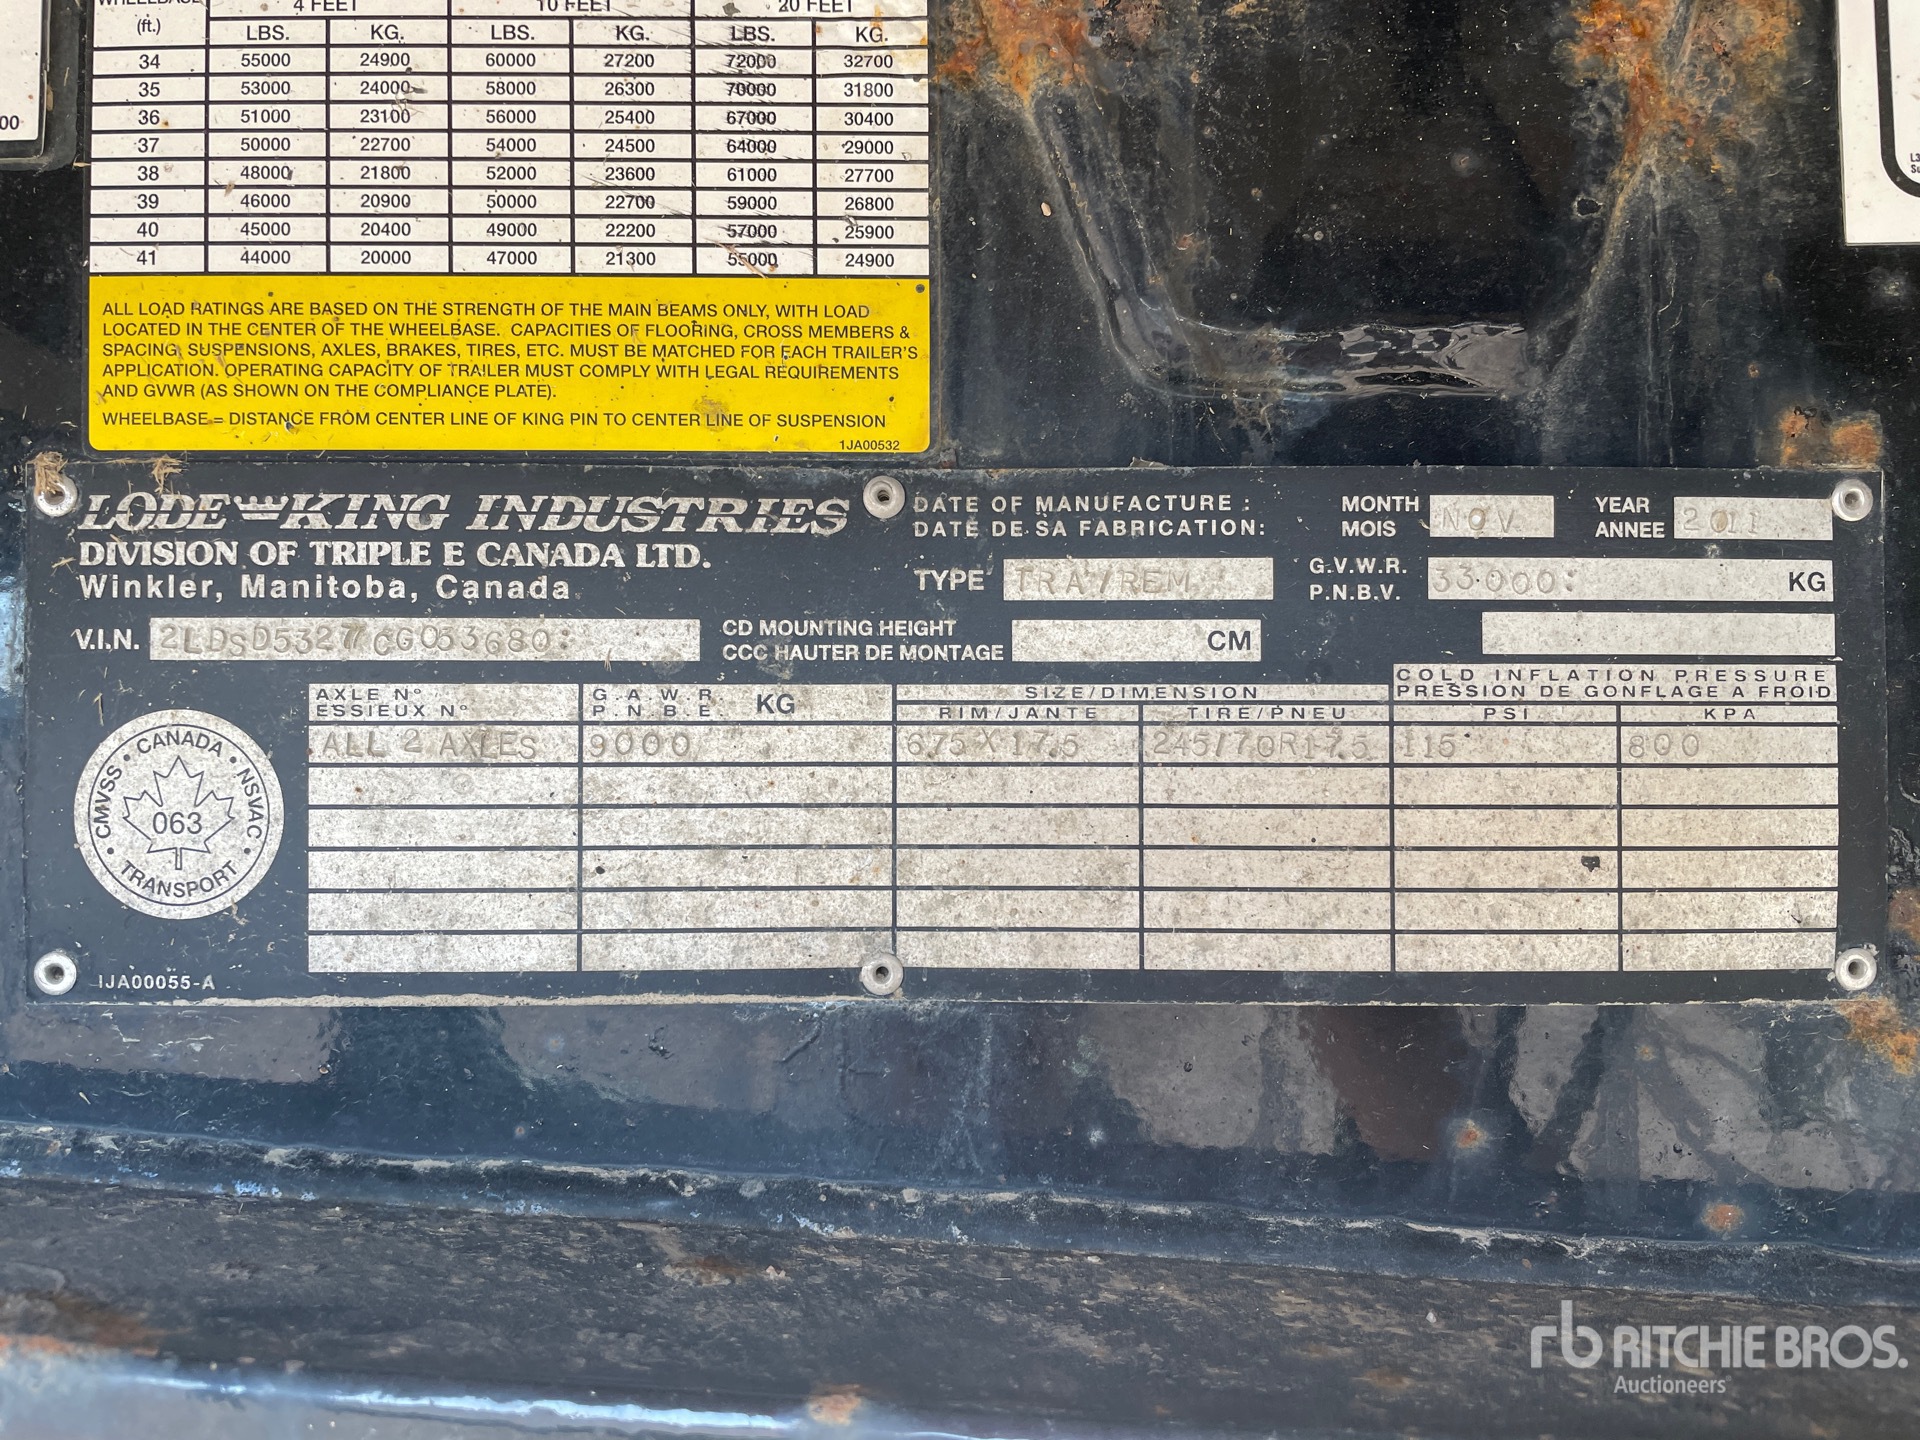 WHEELBASE 4 FEET 10 FEET 20 FEET
(ft.) LBS. KG. LBS. KG. LBS. KG.
34 55000 24900 60000 27200 72000 32700
35 53000 24000 58000 26300 70000 31800
36 51000 23100 56000 25400 67000 30400
37 50000 22700 54000 24500 64000 29000
38 48000 21800 52000 23600 61000 27700
39 46000 20900 50000 22700 59000 26800
40 45000 20400 49000 22200 57000 25900
41 44000 20000 47000 21300 55000 24900
ALL LOAD RATINGS ARE BASED ON THE STRENGTH OF THE MAIN BEAMS ONLY, WITH LOAD
LOCATED IN THE CENTER OF THE WHEELBASE. CAPACITIES OF FLOORING, CROSS MEMBERS &
SPACING, SUSPENSIONS, AXLES, BRAKES, TIRES, ETC. MUST BE MATCHED FOR EACH TRAILER'S
APPLICATION. OPERATING CAPACITY OF TRAILER MUST COMPLY WITH LEGAL REQUIREMENTS
AND GVWR (AS SHOWN ON THE COMPLIANCE PLATE).
WHEELBASE = DISTANCE FROM CENTER LINE OF KING PIN TO CENTER LINE OF SUSPENSION
1JA00532
LODE KING INDUSTRIES
DIVISION OF TRIPLE E CANADA LTD.
Winkler, Manitoba, Canada
DATE OF MANUFACTURE : MONTH NOV YEAR 2011
DATE DE SA FABRICATION: MOIS ANNEE
TYPE TRA/REM G.V.W.R. 33000 KG
P.N.B.V.
V.I.N. 2LDSD5327CG053680 CD MOUNTING HEIGHT CM
CCC HAUTER DE MONTAGE
AXLE N° G.A.W.R. KG SIZE/DIMENSION COLD INFLATION PRESSURE
ESSIEUX N° P.N.B.E. PRESSION DE GONFLAGE A FROID
RIM/JANTE TIRE/PNEU PSI KPA
ALL 2 AXLES 9000 675 X 17.5 245/70R17.5 115 800
CANADA · NSVAC · TRANSPORT · CMVSS
063
1JA00055-A
rb RITCHIE BROS.
Auctioneers